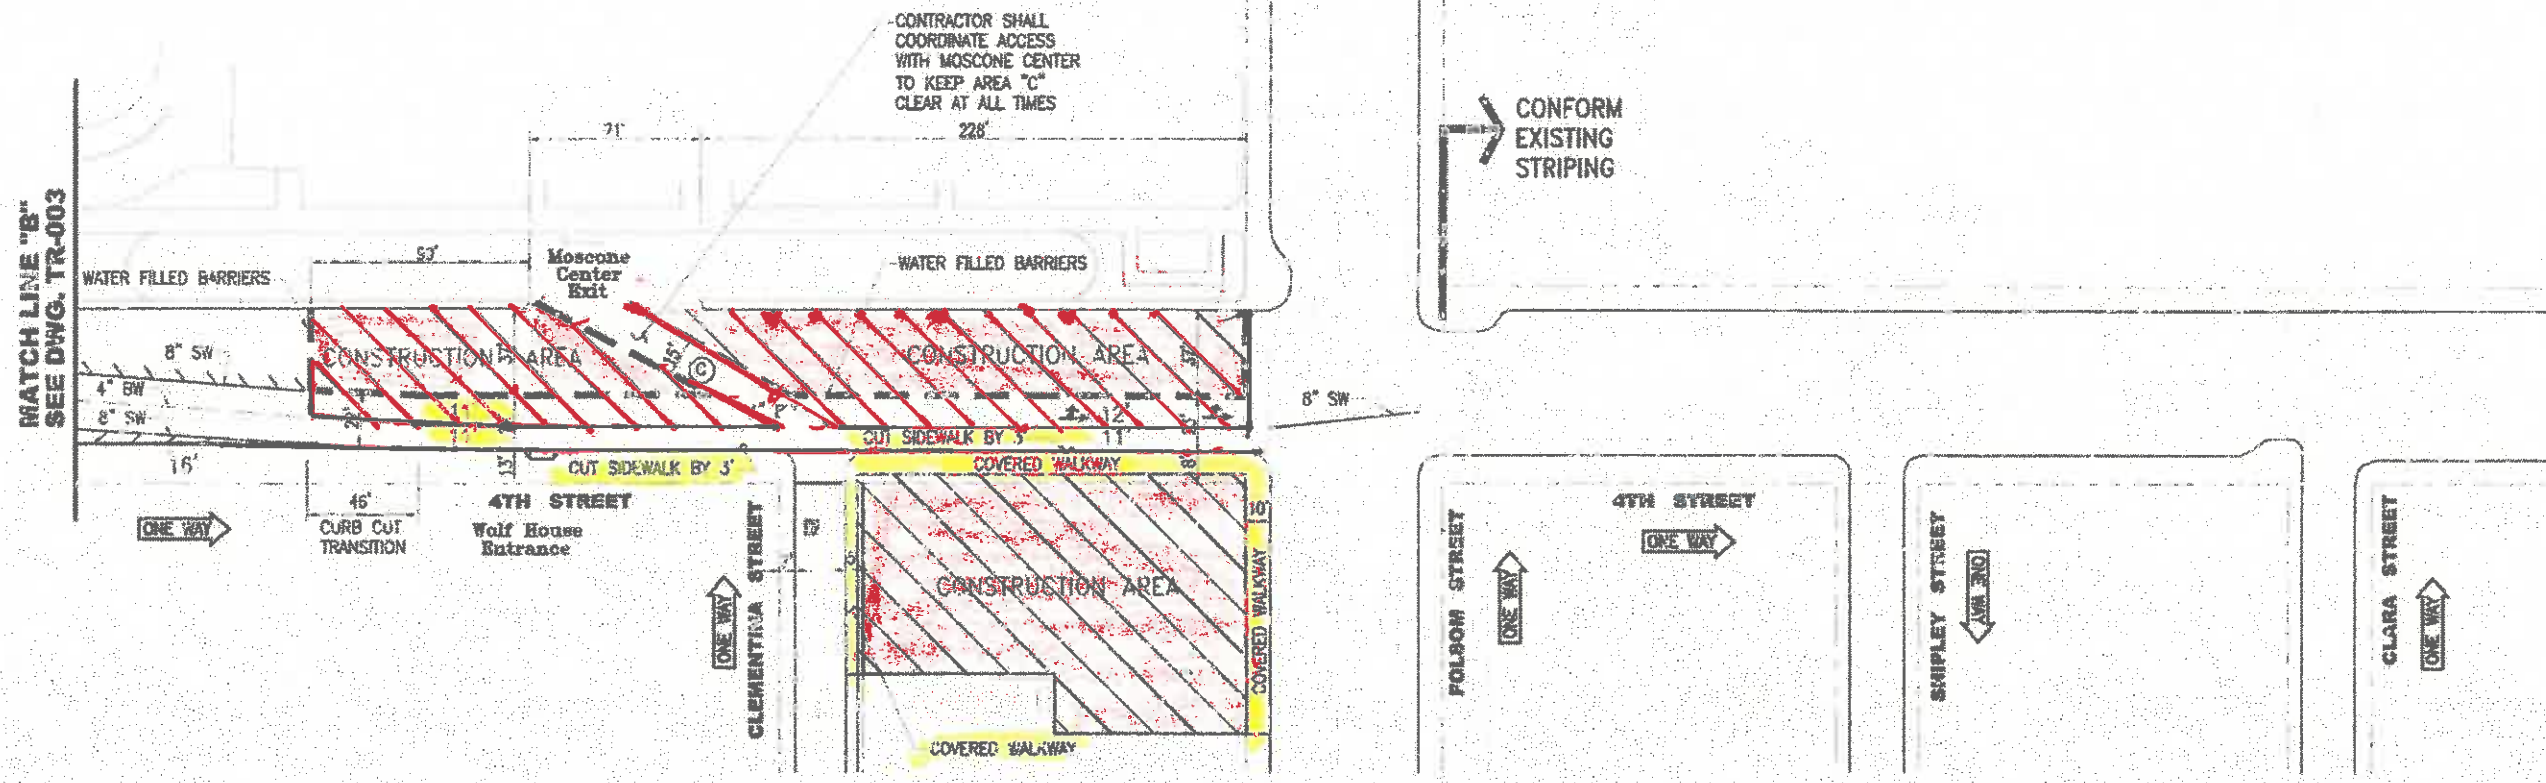 CONTRACTOR SHALL
COORDINATE ACCESS
WITH MOSCONE CENTER
TO KEEP AREA "C"
CLEAR AT ALL TIMES
71'
228'
CONFORM
EXISTING
STRIPING
MATCH LINE "B"
SEE DWG. TR-003
WATER FILLED BARRIERS
Moscone
Center
Exit
WATER FILLED BARRIERS
8" SW
4" BW
8" SW
CONSTRUCTION AREA
C
CONSTRUCTION AREA
12'
11'
8" SW
16'
13'
CUT SIDEWALK BY 3'
CUT SIDEWALK BY 3'
COVERED WALKWAY
46'
CURB CUT
TRANSITION
ONE WAY
4TH STREET
Wolf House
Entrance
CLEMENTINA STREET
ONE WAY
10'
CONSTRUCTION AREA
COVERED WALKWAY
COVERED WALKWAY
4TH STREET
ONE WAY
FOLSOM STREET
ONE WAY
SHIPLEY STREET
ONE WAY
CLARA STREET
ONE WAY